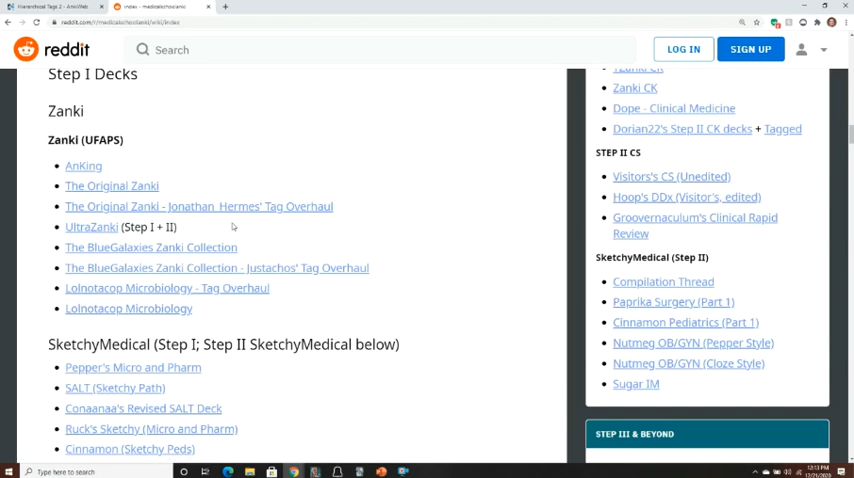 Hierarchical Tags 2 - AnkiWeb
index - medicalschoolanki
reddit.com/r/medicalschoolanki/wiki/index
reddit
Search
LOG IN
SIGN UP
Step I Decks
Zanki
Zanki (UFAPS)
AnKing
The Original Zanki
The Original Zanki - Jonathan_Hermes' Tag Overhaul
UltraZanki (Step I + II)
The BlueGalaxies Zanki Collection
The BlueGalaxies Zanki Collection - Justachos' Tag Overhaul
Lolnotacop Microbiology - Tag Overhaul
Lolnotacop Microbiology
SketchyMedical (Step I; Step II SketchyMedical below)
Pepper's Micro and Pharm
SALT (Sketchy Path)
Conaanaa's Revised SALT Deck
Ruck's Sketchy (Micro and Pharm)
Cinnamon (Sketchy Peds)
Zanki CK
Dope - Clinical Medicine
Dorian22's Step II CK decks + Tagged
STEP II CS
Visitors's CS (Unedited)
Hoop's DDx (Visitor's, edited)
Groovernaculum's Clinical Rapid
Review
SketchyMedical (Step II)
Compilation Thread
Paprika Surgery (Part 1)
Cinnamon Pediatrics (Part 1)
Nutmeg OB/GYN (Pepper Style)
Nutmeg OB/GYN (Cloze Style)
Sugar IM
STEP III & BEYOND
Type here to search
12:13 PM
12/21/2020